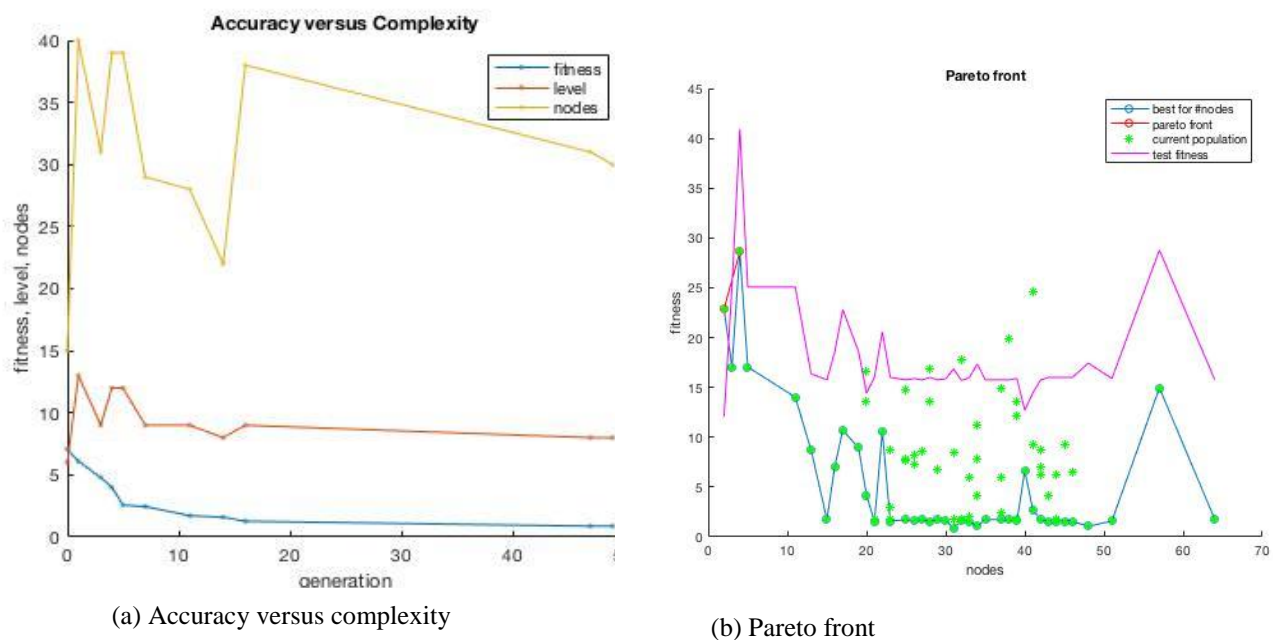 Accuracy versus Complexity
40
35
30
25
20
15
10
5
0
fitness, level, nodes
fitness
level
nodes
0
10
20
30
40
generation
(a) Accuracy versus complexity
Pareto front
45
40
35
30
25
20
15
10
5
0
fitness
best for #nodes
pareto front
current population
test fitness
0
10
20
30
40
50
60
70
nodes
(b) Pareto front